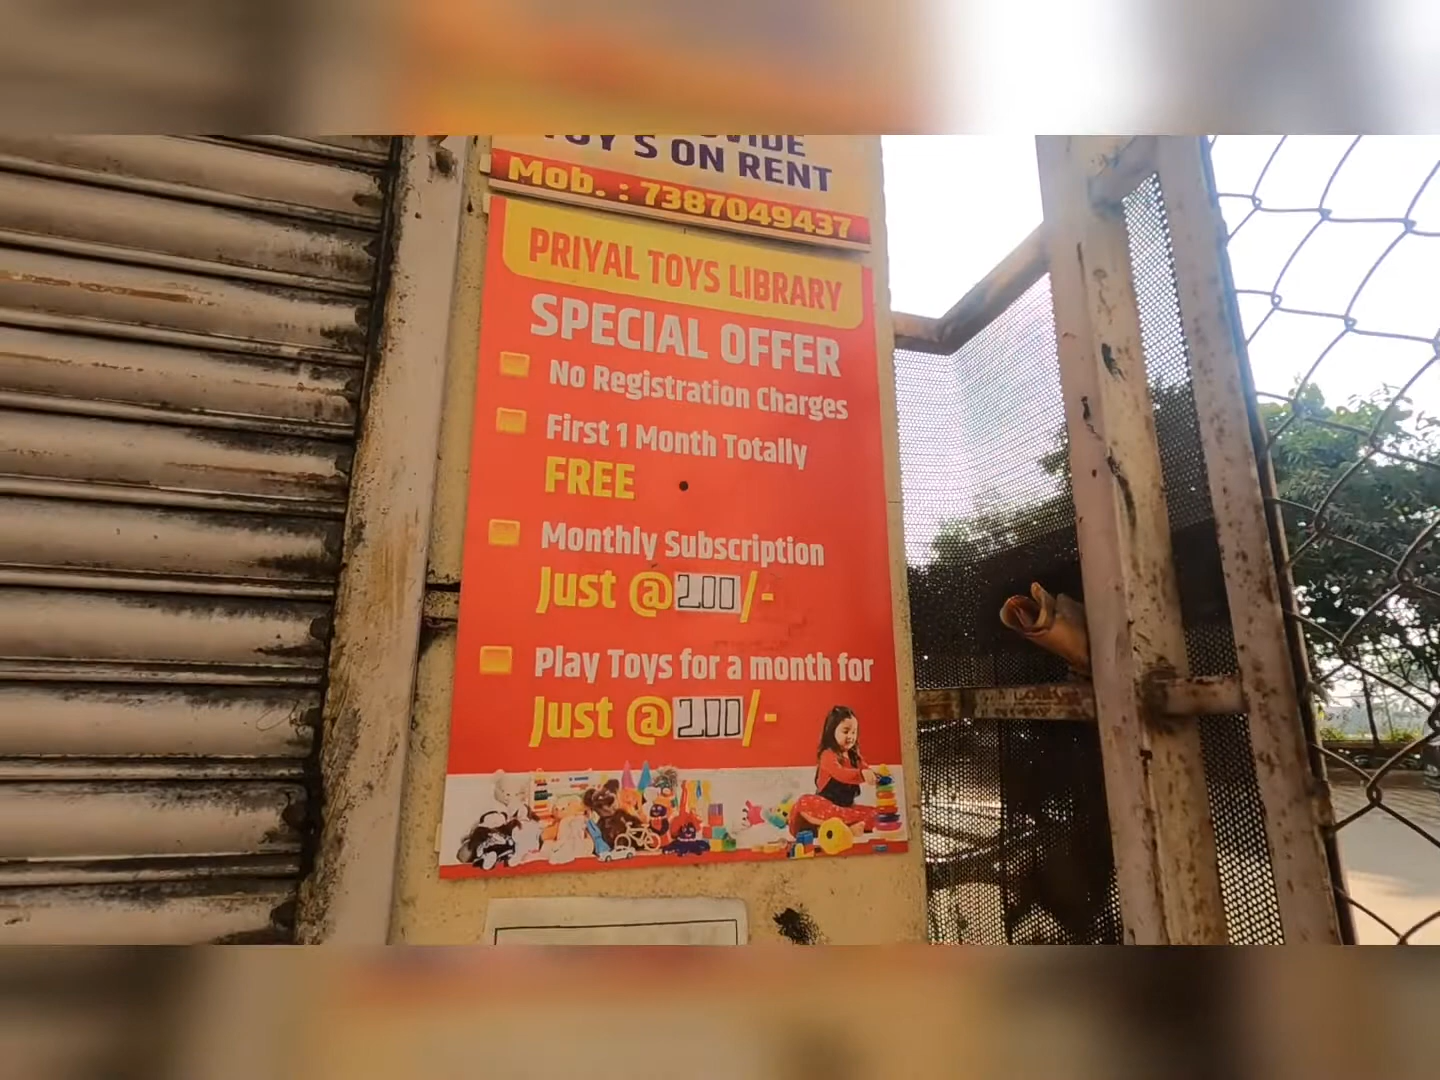 TOY'S ON RENT
Mob. : 7387049437
PRIYAL TOYS LIBRARY
SPECIAL OFFER
No Registration Charges
First 1 Month Totally
FREE
Monthly Subscription
Just @200/-
Play Toys for a month for
Just @200/-